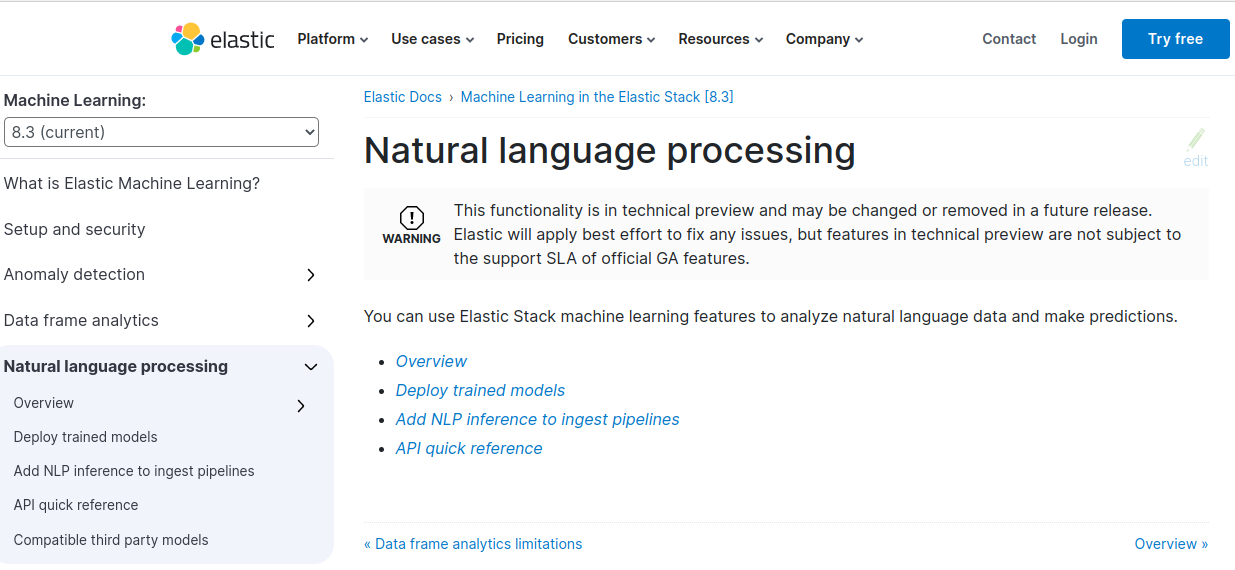 elastic Platform Use cases Pricing Customers Resources Company Contact Login Try free
Machine Learning:
8.3 (current)
What is Elastic Machine Learning?
Setup and security
Anomaly detection
Data frame analytics
Natural language processing
Overview
Deploy trained models
Add NLP inference to ingest pipelines
API quick reference
Compatible third party models
Elastic Docs › Machine Learning in the Elastic Stack [8.3]
Natural language processing
edit
WARNING
This functionality is in technical preview and may be changed or removed in a future release.
Elastic will apply best effort to fix any issues, but features in technical preview are not subject to
the support SLA of official GA features.
You can use Elastic Stack machine learning features to analyze natural language data and make predictions.
• Overview
• Deploy trained models
• Add NLP inference to ingest pipelines
• API quick reference
« Data frame analytics limitations
Overview »